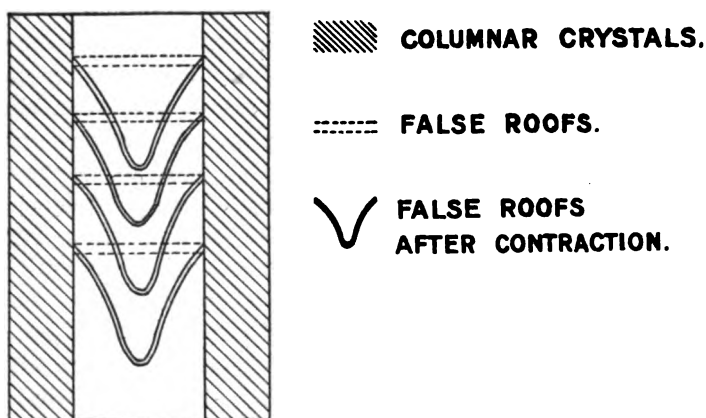 COLUMNAR CRYSTALS.
FALSE ROOFS.
FALSE ROOFS
AFTER CONTRACTION.